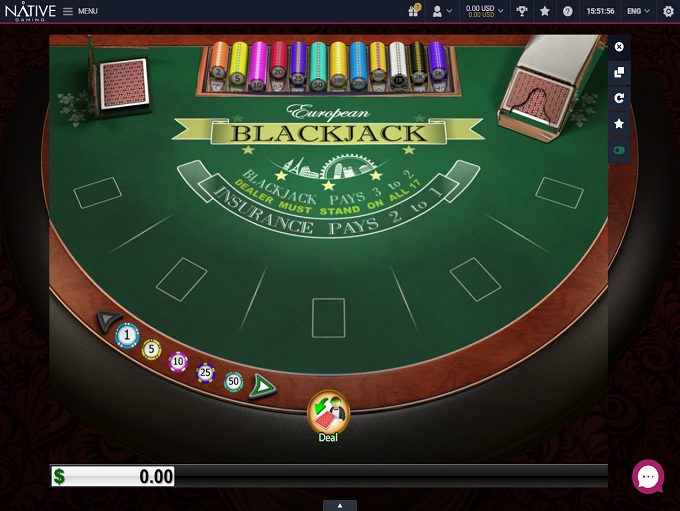 NATIVE
GAMING
MENU
1
0.00 USD
0.00 USD
15:51:56
ENG
European
BLACKJACK
BLACKJACK PAYS 3 to 2
DEALER MUST STAND ON ALL 17
INSURANCE PAYS 2 to 1
1
5
10
25
50
Deal
$ 0.00